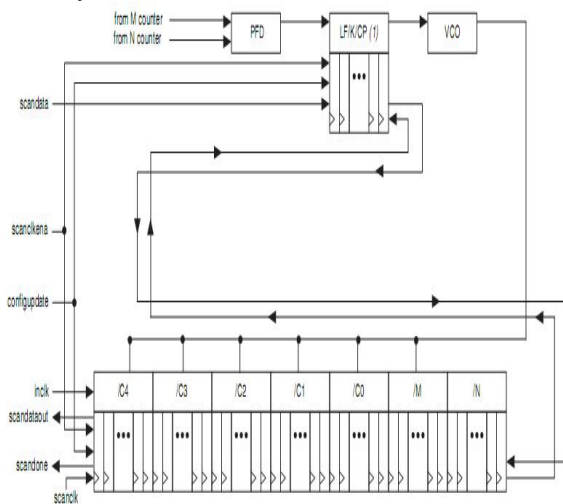 from M counter
from N counter
PFD
LF/K/CP (1)
VCO
scandata
scanclkena
configupdate
inclk
/C4
/C3
/C2
/C1
/C0
/M
/N
scandataout
scandone
scanclk